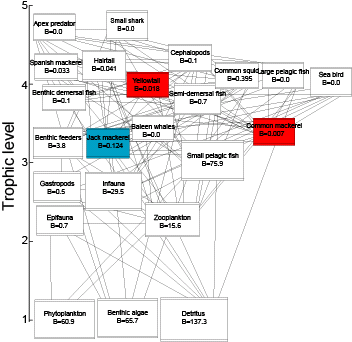 5
Apex predator
B=0.0
Small shark
B=0.0
Spanish mackerel
B=0.033
Hairtail
B=0.041
Cephalopods
B=0.1
Common squid
B=0.395
Large pelagic fish
B=0.0
Sea bird
B=0.0
4
Yellowtail
B=0.018
Benthic demersal fish
B=0.1
Semi-demersal fish
B=0.7
Benthic feeders
B=3.8
Jack mackerel
B=0.124
Baleen whales
B=0.0
Common mackerel
B=0.007
3
Small pelagic fish
B=75.9
Trophic level
Gastropods
B=0.5
Infauna
B=29.5
Epifauna
B=0.7
Zooplankton
B=15.6
2
Phytoplankton
B=60.9
Benthic algae
B=65.7
Detritus
B=137.3
1